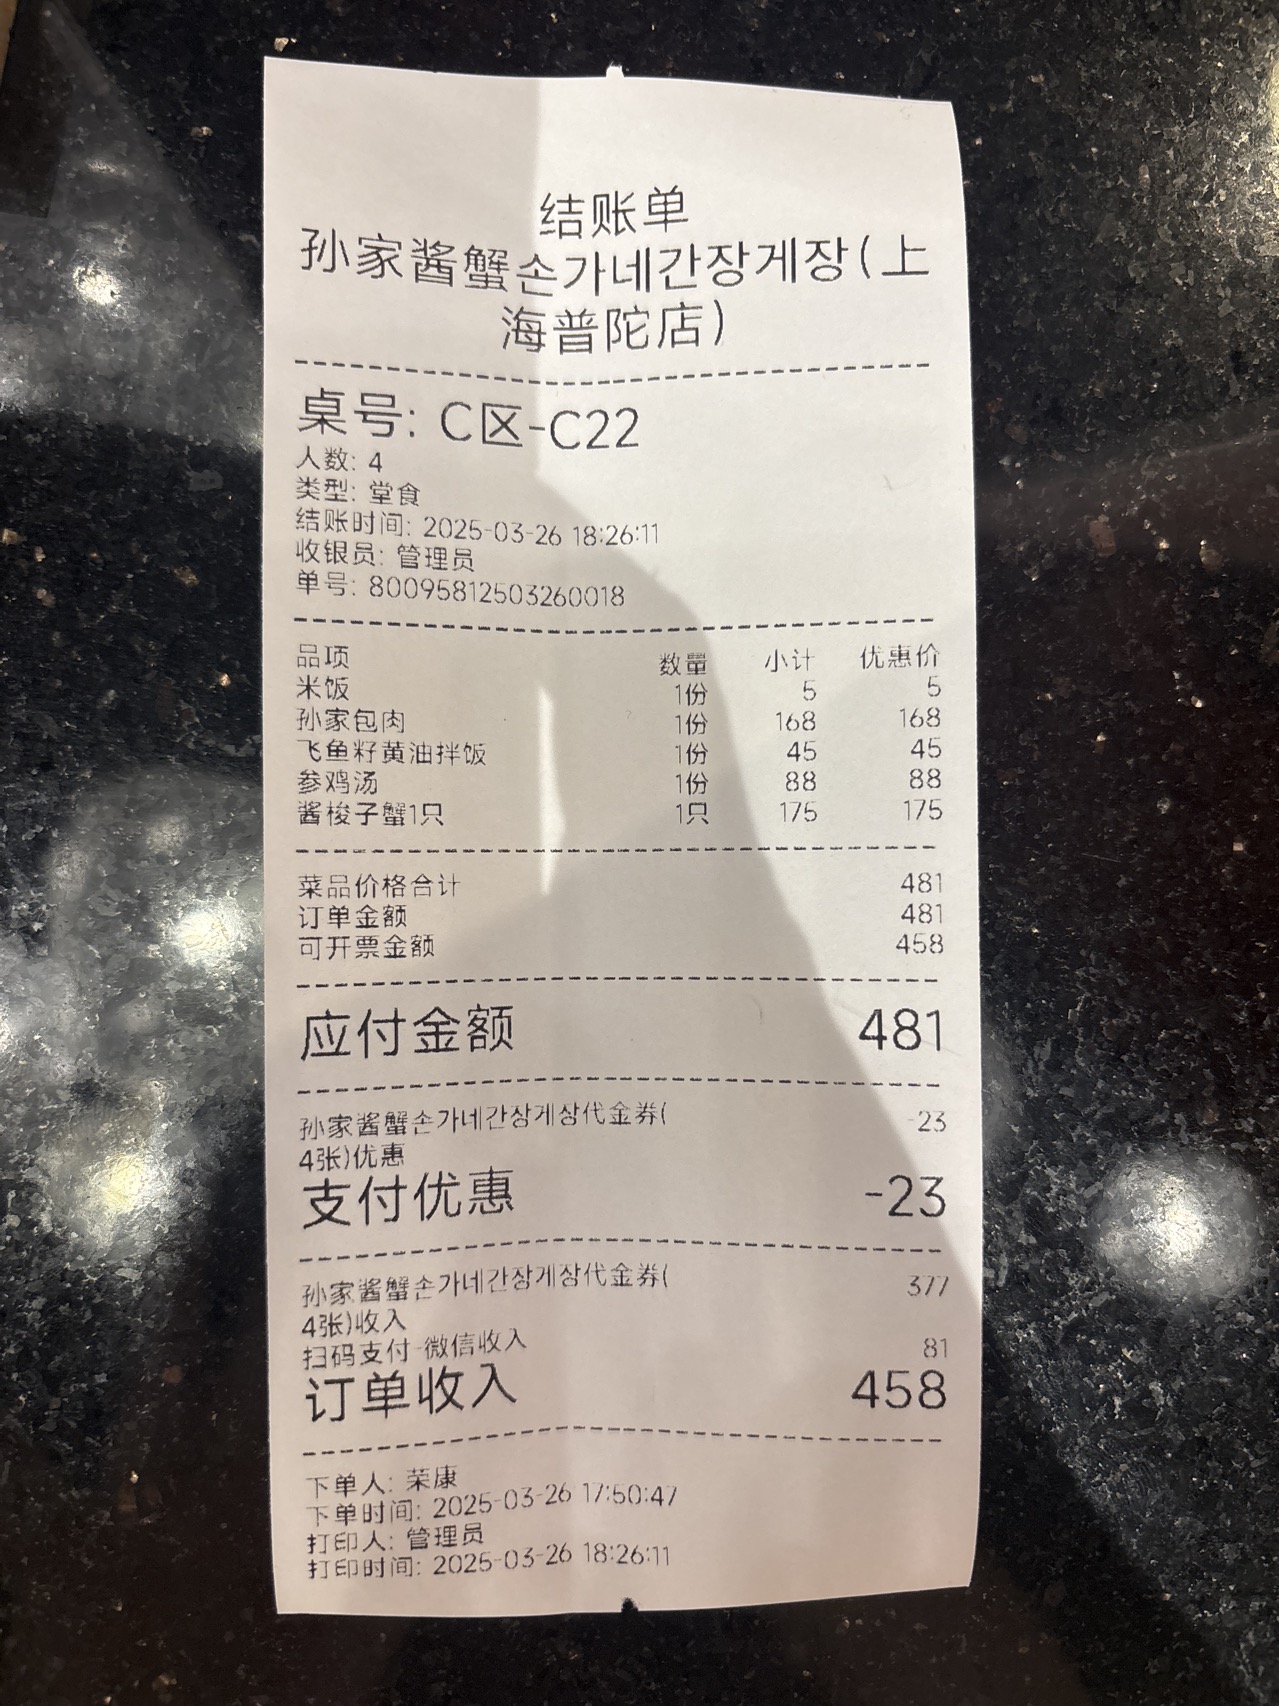 结账单
孙家酱蟹손가네간장게장(上
海普陀店)
桌号: C区-C22
人数: 4
类型: 堂食
结账时间: 2025-03-26 18:26:11
收银员: 管理员
单号: 80095812503260018
品项 数量 小计 优惠价
米饭 1份 5 5
孙家包肉 1份 168 168
飞鱼籽黄油拌饭 1份 45 45
参鸡汤 1份 88 88
酱梭子蟹1只 1只 175 175
菜品价格合计 481
订单金额 481
可开票金额 458
应付金额 481
孙家酱蟹손가네간장게장代金券( -23
4张)优惠
支付优惠 -23
孙家酱蟹손가네간장게장代金券( 377
4张)收入
扫码支付-微信收入 81
订单收入 458
下单人: 荣康
下单时间: 2025-03-26 17:50:47
打印人: 管理员
打印时间: 2025-03-26 18:26:11